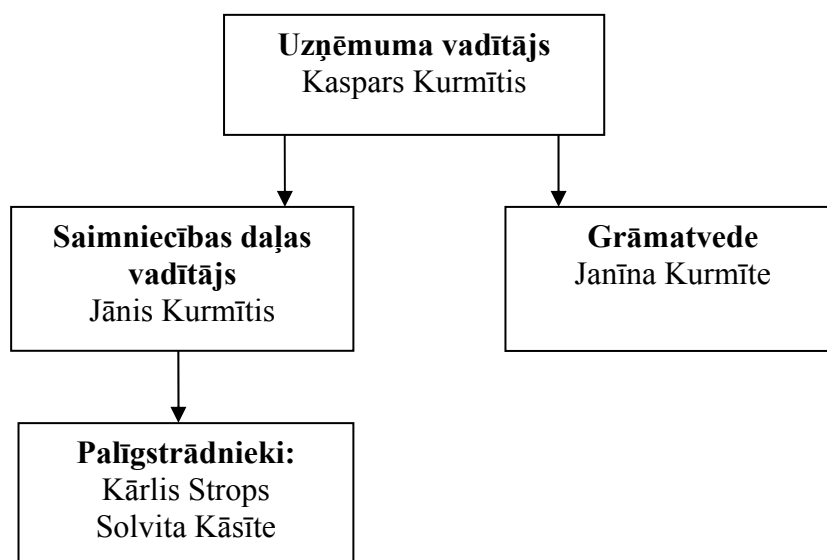 Uzņēmuma vadītājs
Kaspars Kurmītis
Saimniecības daļas
vadītājs
Jānis Kurmītis
Grāmatvede
Janīna Kurmīte
Palīgstrādnieki:
Kārlis Strops
Solvita Kāsīte